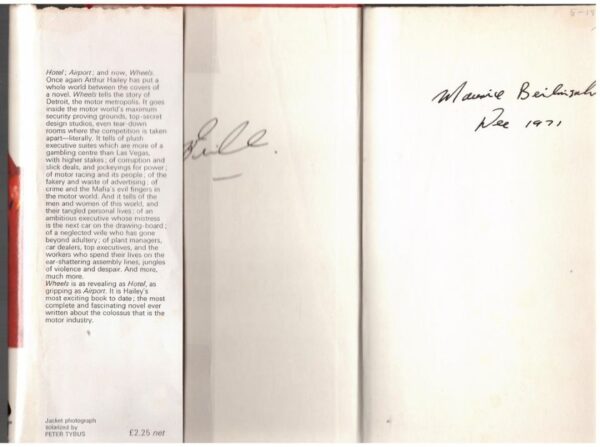 Hotel; Airport; and now, Wheels.
Once again Arthur Hailey has put a
whole world between the covers of
a novel. Wheels tells the story of
Detroit, the motor metropolis. It goes
inside the motor world's maximum
security proving grounds, top-secret
design studios, even tear-down
rooms where the competition is taken
apart—literally. It tells of plush
executive suites which are more of a
gambling centre than Las Vegas,
with higher stakes; of corruption and
slick deals, and jockeyings for power;
of motor racing and its people; of the
fakery and waste of advertising; of
crime and the Mafia's evil fingers in
the motor world. And it tells of the
men and women of this world, and
their tangled personal lives; of an
ambitious executive whose mistress
is the next car on the drawing-board;
of a neglected wife who has gone
beyond adultery; of plant managers,
car dealers, top executives, and the
workers who spend their lives on the
ear-shattering assembly lines, jungles
of violence and despair. And more,
much more.
Wheels is as revealing as Hotel, as
gripping as Airport. It is Hailey's
most exciting book to date; the most
complete and fascinating novel ever
written about the colossus that is the
motor industry.
Jacket photograph
solarized by
PETER TYBUS
£2.25 net
Maurice
Dec 1971